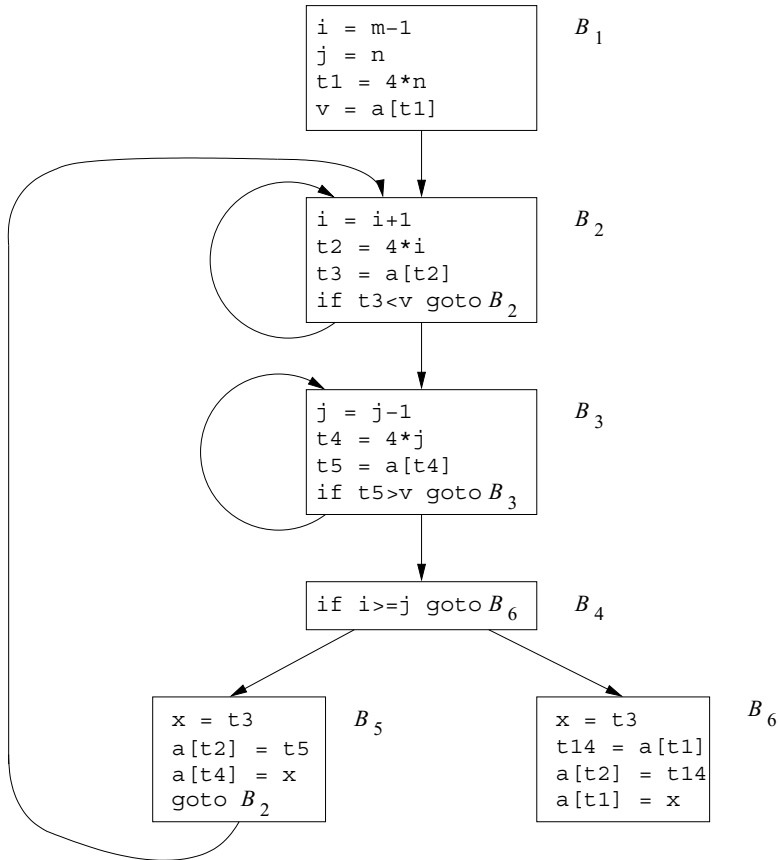 i = m-1
j = n
t1 = 4*n
v = a[t1]
B1
i = i+1
t2 = 4*i
t3 = a[t2]
if t3<v goto B2
B2
j = j-1
t4 = 4*j
t5 = a[t4]
if t5>v goto B3
B3
if i>=j goto B6
B4
x = t3
a[t2] = t5
a[t4] = x
goto B2
B5
x = t3
t14 = a[t1]
a[t2] = t14
a[t1] = x
B6